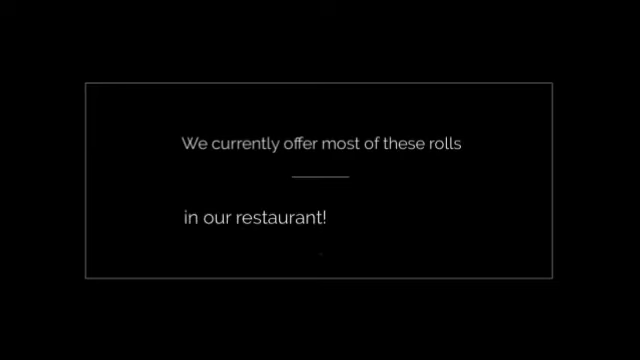 We currently offer most of these rolls
in our restaurant!